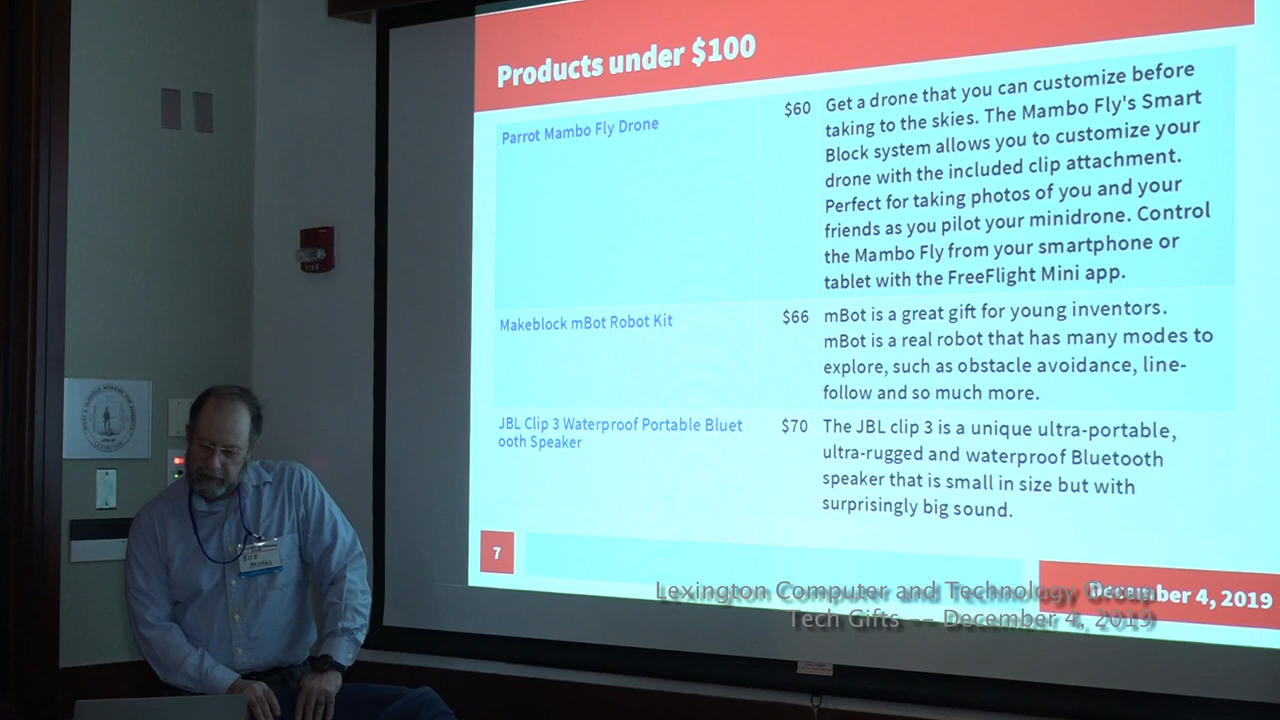 Products under $100
Parrot Mambo Fly Drone
$60
Get a drone that you can customize before
taking to the skies. The Mambo Fly's Smart
Block system allows you to customize your
drone with the included clip attachment.
Perfect for taking photos of you and your
friends as you pilot your minidrone. Control
the Mambo Fly from your smartphone or
tablet with the FreeFlight Mini app.
Makeblock mBot Robot Kit
$66
mBot is a great gift for young inventors.
mBot is a real robot that has many modes to
explore, such as obstacle avoidance, line-
follow and so much more.
JBL Clip 3 Waterproof Portable Bluet
ooth Speaker
$70
The JBL clip 3 is a unique ultra-portable,
ultra-rugged and waterproof Bluetooth
speaker that is small in size but with
surprisingly big sound.
7
December 4, 2019
Lexington Computer and Technology Group
Tech Gifts -- December 4, 2019
FIRE
BOB
PRIMAK
LEXINGTON